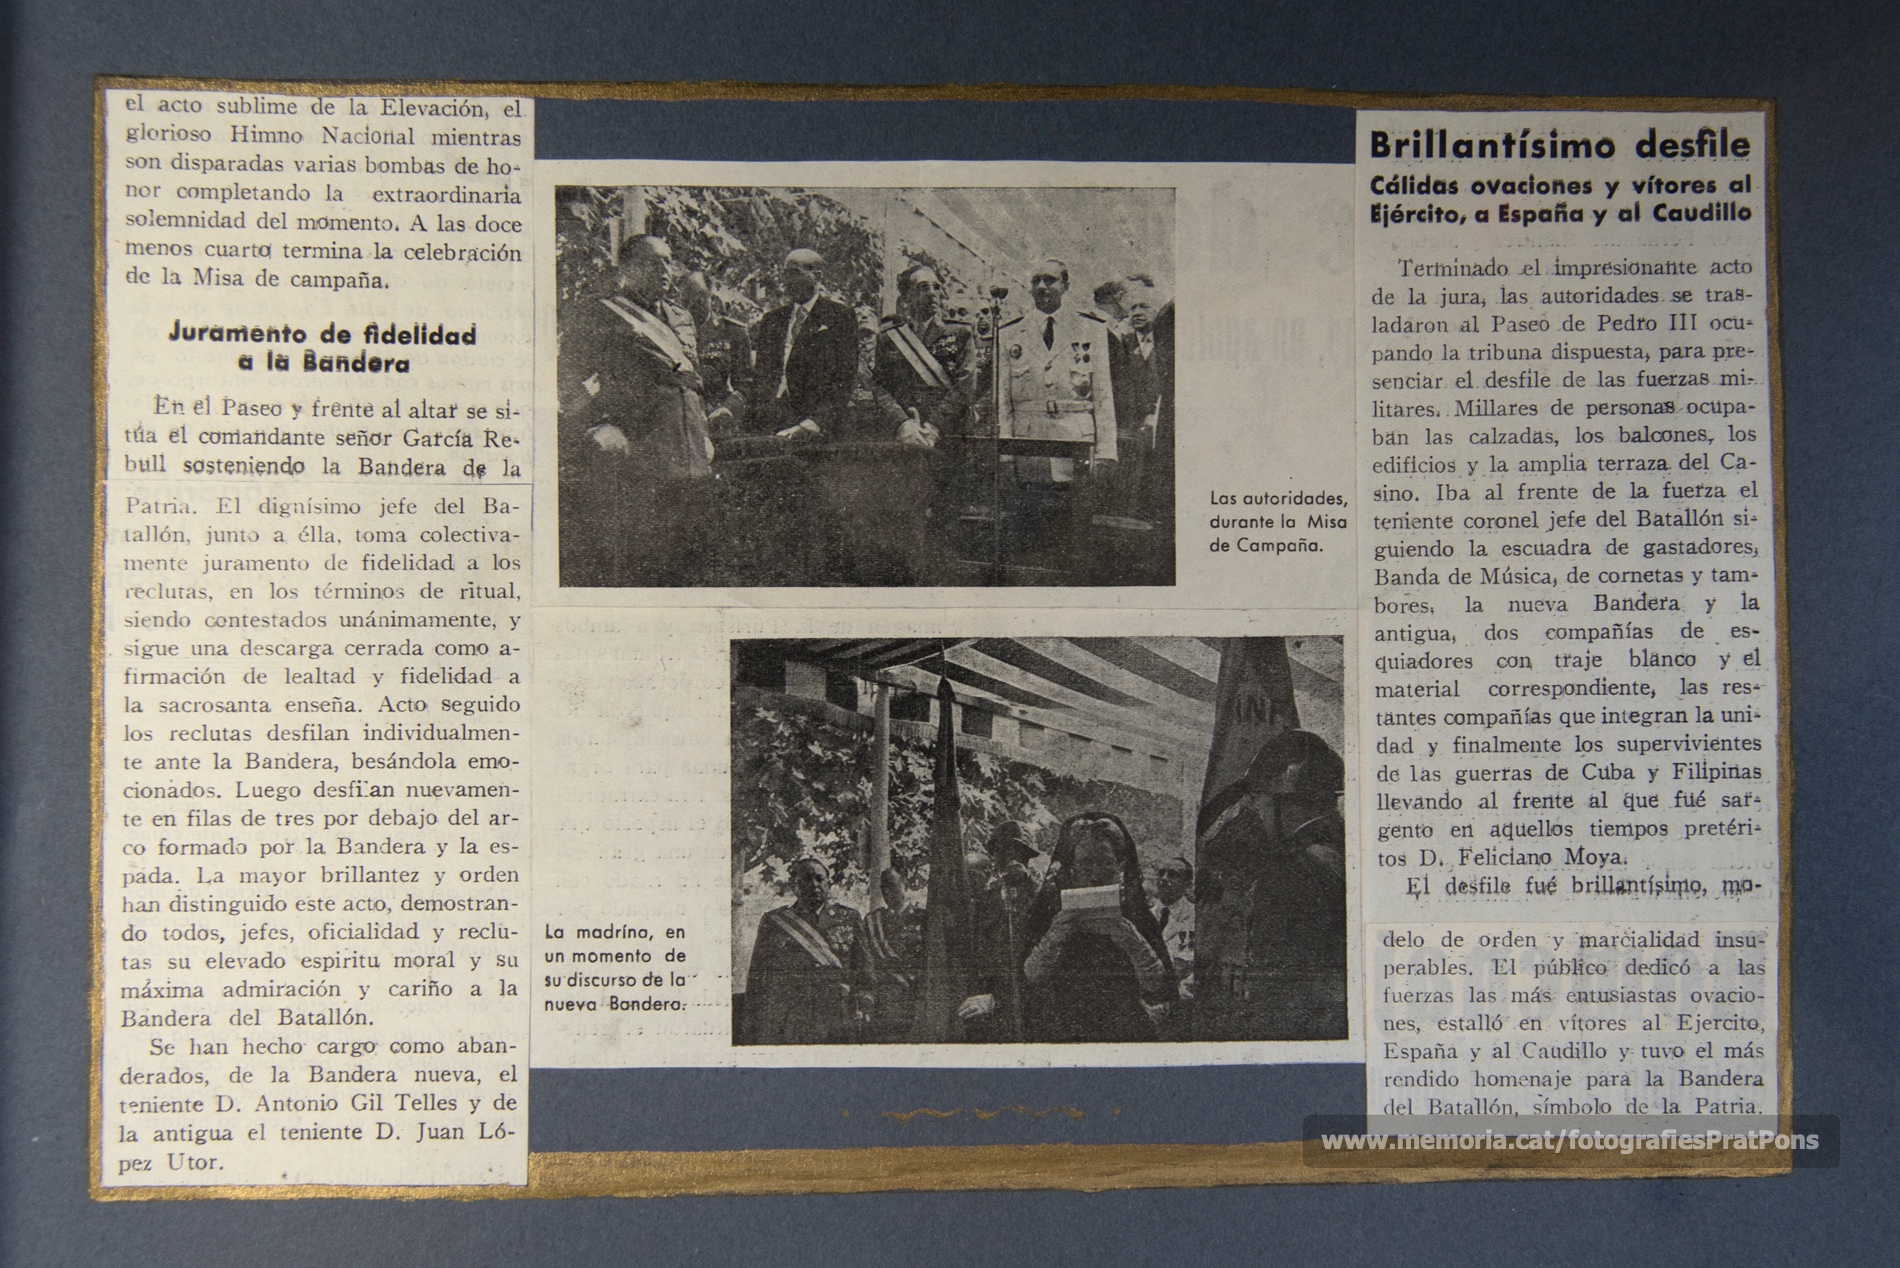 el acto sublime de la Elevación, el
glorioso Himno Nacional mientras
son disparadas varias bombas de ho-
nor completando la extraordinaria
solemnidad del momento. A las doce
menos cuarto termina la celebración
de la Misa de campaña.
Juramento de fidelidad
a la Bandera
En el Paseo y frente al altar se si-
túa el comandante señor García Re-
bull sosteniendo la Bandera de la
Patria. El dignísimo jefe del Ba-
tallón, junto a élla, toma colectiva-
mente juramento de fidelidad a los
reclutas, en los términos de ritual,
siendo contestados unánimamente, y
sigue una descarga cerrada como a-
firmación de lealtad y fidelidad a
la sacrosanta enseña. Acto seguido
los reclutas desfilan individualmen-
te ante la Bandera, besándola emo-
cionados. Luego desfilan nuevamen-
te en filas de tres por debajo del ar-
co formado por la Bandera y la es-
pada. La mayor brillantez y orden
han distinguido este acto, demostran-
do todos, jefes, oficialidad y reclu-
tas su elevado espiritu moral y su
máxima admiración y cariño a la
Bandera del Batallón.
Se han hecho cargo como aban-
derados, de la Bandera nueva, el
teniente D. Antonio Gil Telles y de
la antigua el teniente D. Juan Ló-
pez Utor.
Las autoridades,
durante la Misa
de Campaña.
La madrina, en
un momento de
su discurso de la
nueva Bandera.
Brillantísimo desfile
Cálidas ovaciones y vítores al
Ejército, a España y al Caudillo
Terminado el impresionante acto
de la jura, las autoridades se tras-
ladaron al Paseo de Pedro III ocu-
pando la tribuna dispuesta, para pre-
senciar el desfile de las fuerzas mi-
litares. Millares de personas ocupa-
ban las calzadas, los balcones, los
edificios y la amplia terraza del Ca-
sino. Iba al frente de la fuerza el
teniente coronel jefe del Batallón si-
guiendo la escuadra de gastadores,
Banda de Música, de cornetas y tam-
bores, la nueva Bandera y la
antigua, dos compañías de es-
quiadores con traje blanco y el
material correspondiente, las res-
tantes compañías que integran la uni-
dad y finalmente los supervivientes
de las guerras de Cuba y Filipinas
llevando al frente al que fué sar-
gento en aquellos tiempos pretéri-
tos D. Feliciano Moya.
El desfile fué brillantísimo, mo-
delo de orden y marcialidad insu-
perables. El público dedicó a las
fuerzas las más entusiastas ovacio-
nes, estalló en vítores al Ejercito,
España y al Caudillo y tuvo el más
rendido homenaje para la Bandera
del Batallón, símbolo de la Patria.
www.memoria.cat/fotografiesPratPons